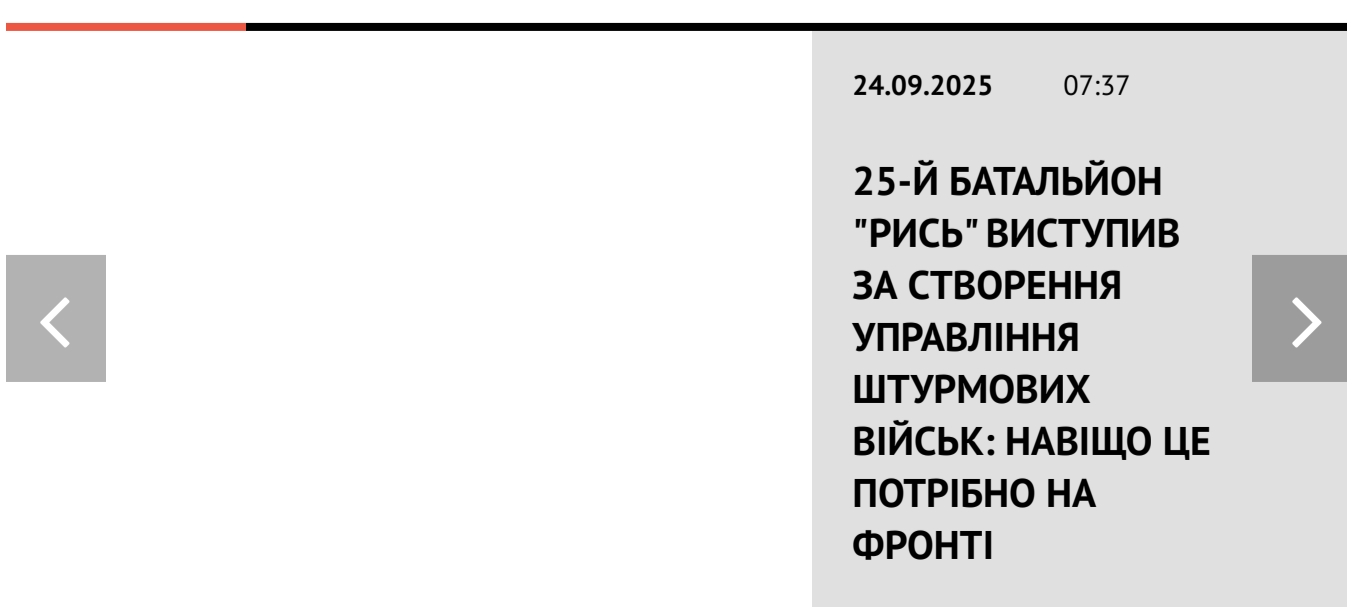 24.09.2025 07:37
25-Й БАТАЛЬЙОН
"РИСЬ" ВИСТУПИВ
ЗА СТВОРЕННЯ
УПРАВЛІННЯ
ШТУРМОВИХ
ВІЙСЬК: НАВІЩО ЦЕ
ПОТРІБНО НА
ФРОНТІ